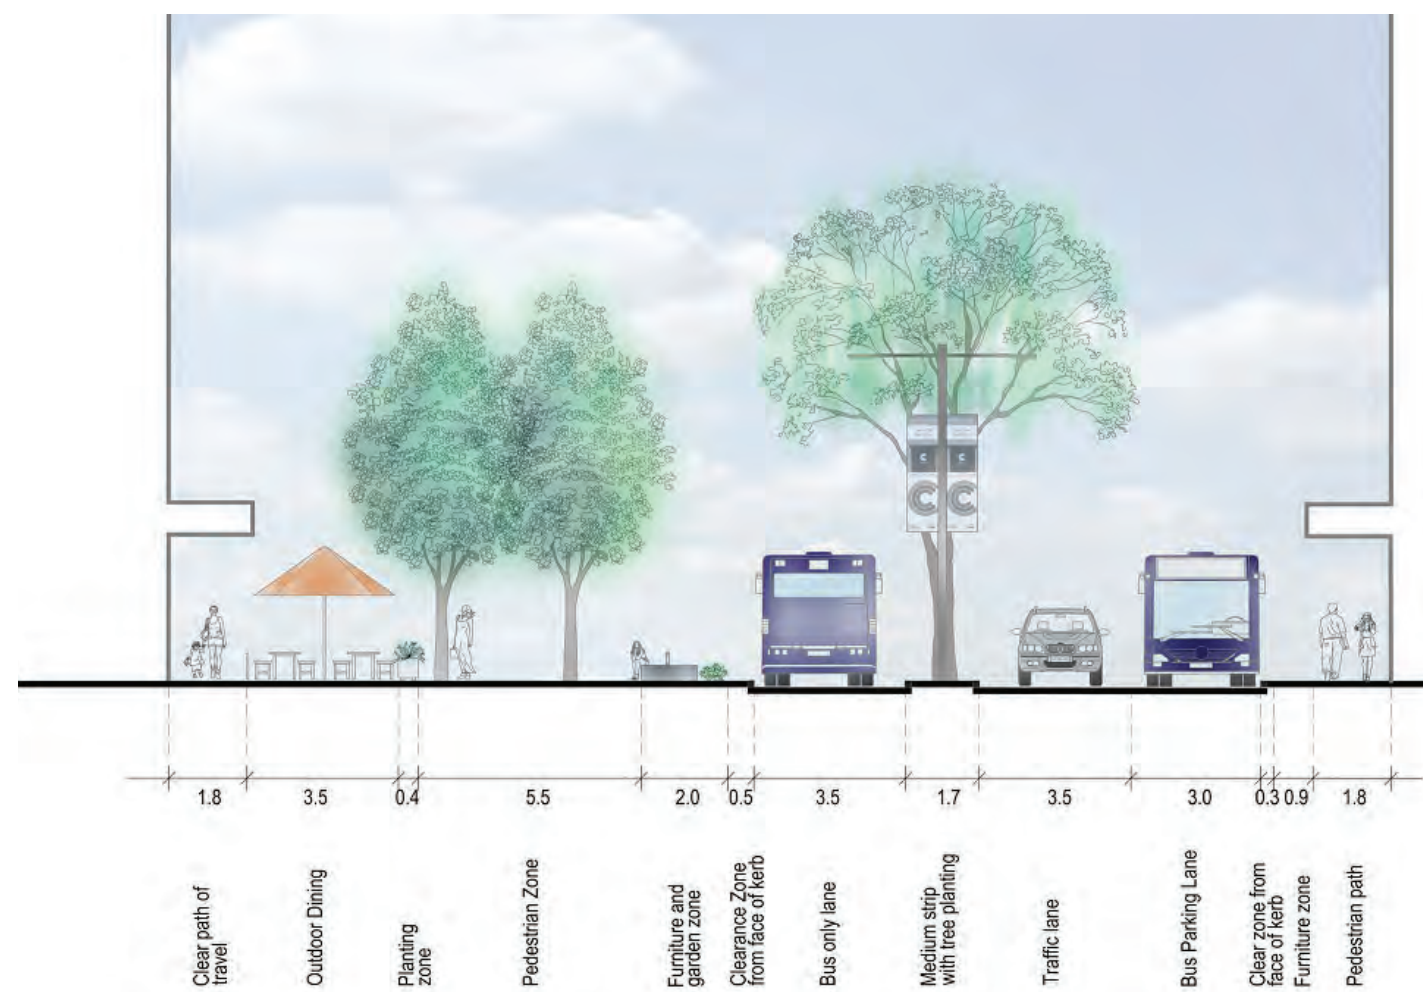 C C
C C
1.8 3.5 0.4 5.5 2.0 0.5 3.5 1.7 3.5 3.0 0.3 0.9 1.8
Clear path of
travel
Outdoor Dining
Planting
zone
Pedestrian Zone
Furniture and
garden zone
Clearance Zone
from face of kerb
Bus only lane
Medium strip
with tree planting
Traffic lane
Bus Parking Lane
Clear zone from
face of kerb
Furniture zone
Pedestrian path